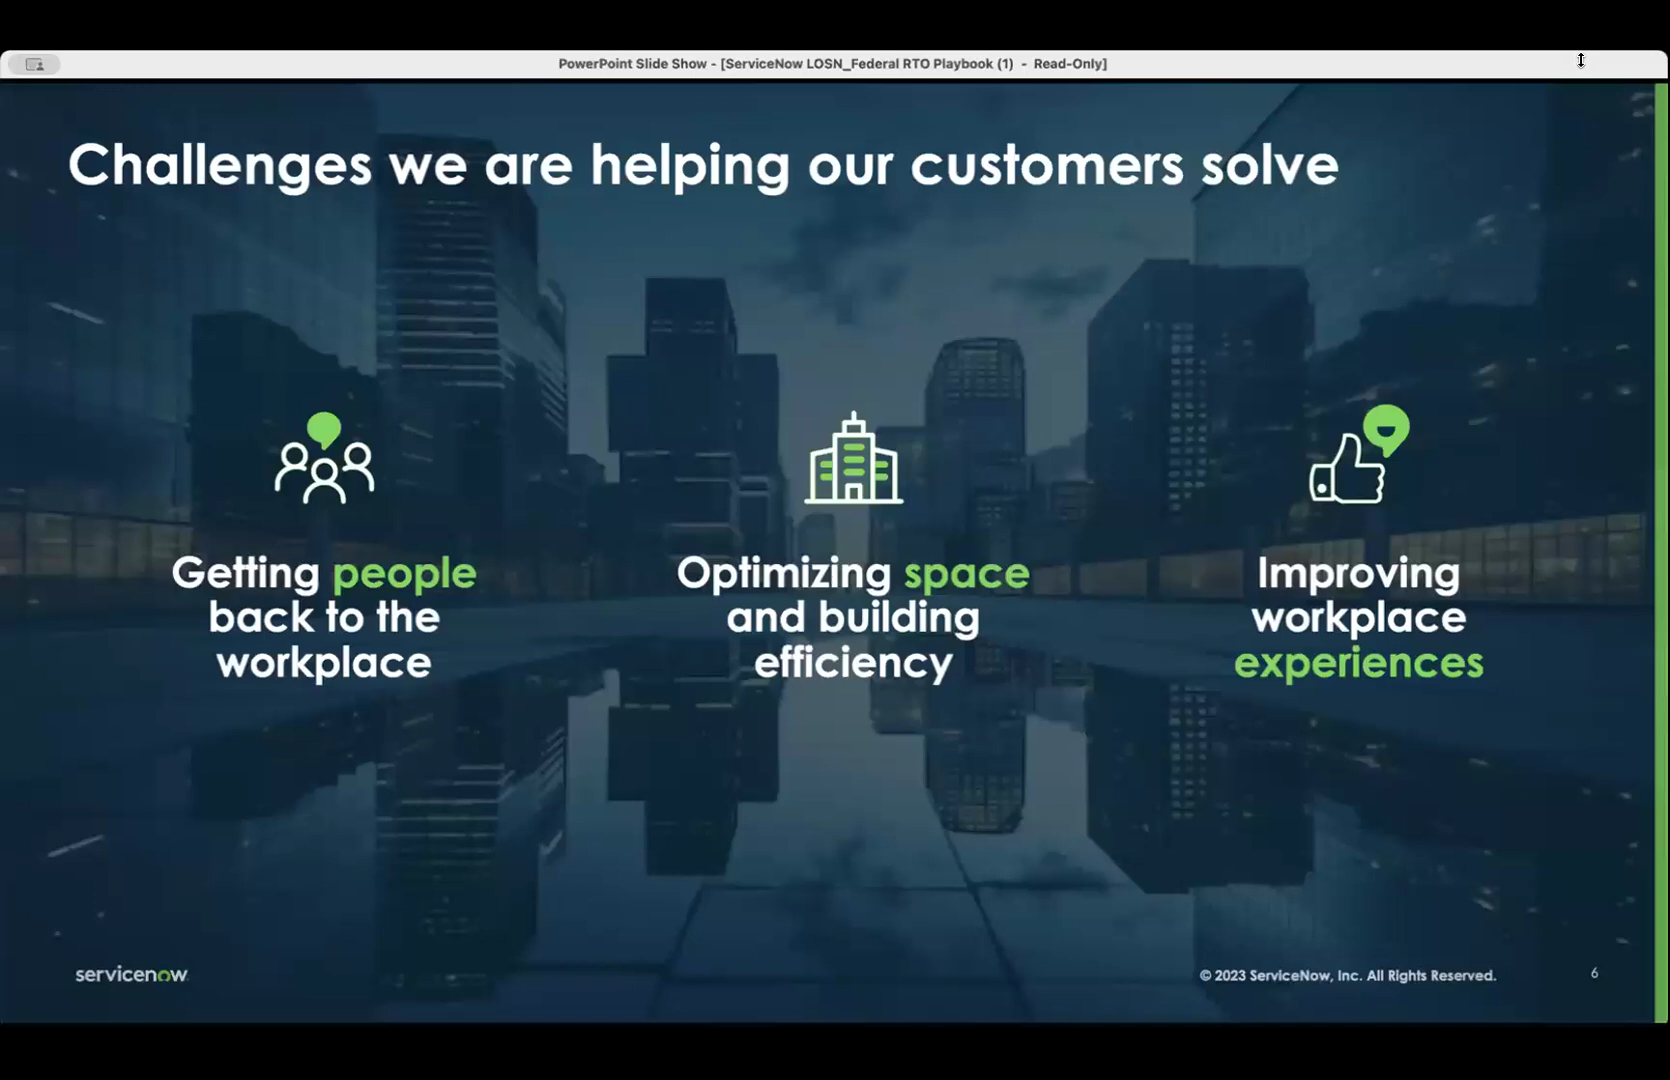 PowerPoint Slide Show - [ServiceNow LOSN_Federal RTO Playbook (1) - Read-Only]
Challenges we are helping our customers solve
Getting people
back to the
workplace
Optimizing space
and building
efficiency
Improving
workplace
experiences
servicenow
© 2023 ServiceNow, Inc. All Rights Reserved.
6